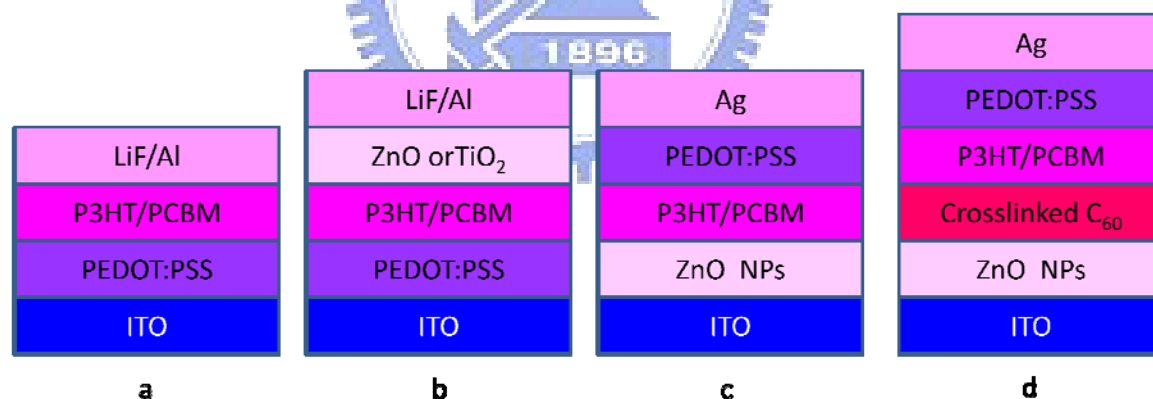 1896
LiF/Al
P3HT/PCBM
PEDOT:PSS
ITO
a
LiF/Al
ZnO orTiO₂
P3HT/PCBM
PEDOT:PSS
ITO
b
Ag
PEDOT:PSS
P3HT/PCBM
ZnO NPs
ITO
c
Ag
PEDOT:PSS
P3HT/PCBM
Crosslinked C₆₀
ZnO NPs
ITO
d